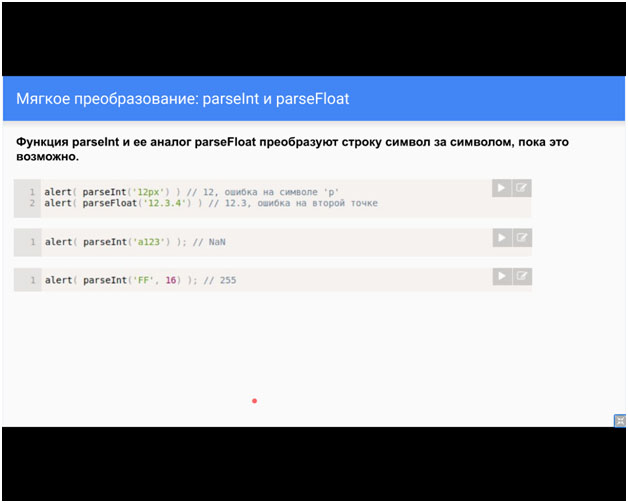 Мягкое преобразование: parseInt и parseFloat
Функция parseInt и ее аналог parseFloat преобразуют строку символ за символом, пока это
возможно.
1 alert( parseInt('12px') ) // 12, ошибка на символе 'p'
2 alert( parseFloat('12.3.4') ) // 12.3, ошибка на второй точке
1 alert( parseInt('a123') ); // NaN
1 alert( parseInt('FF', 16) ); // 255